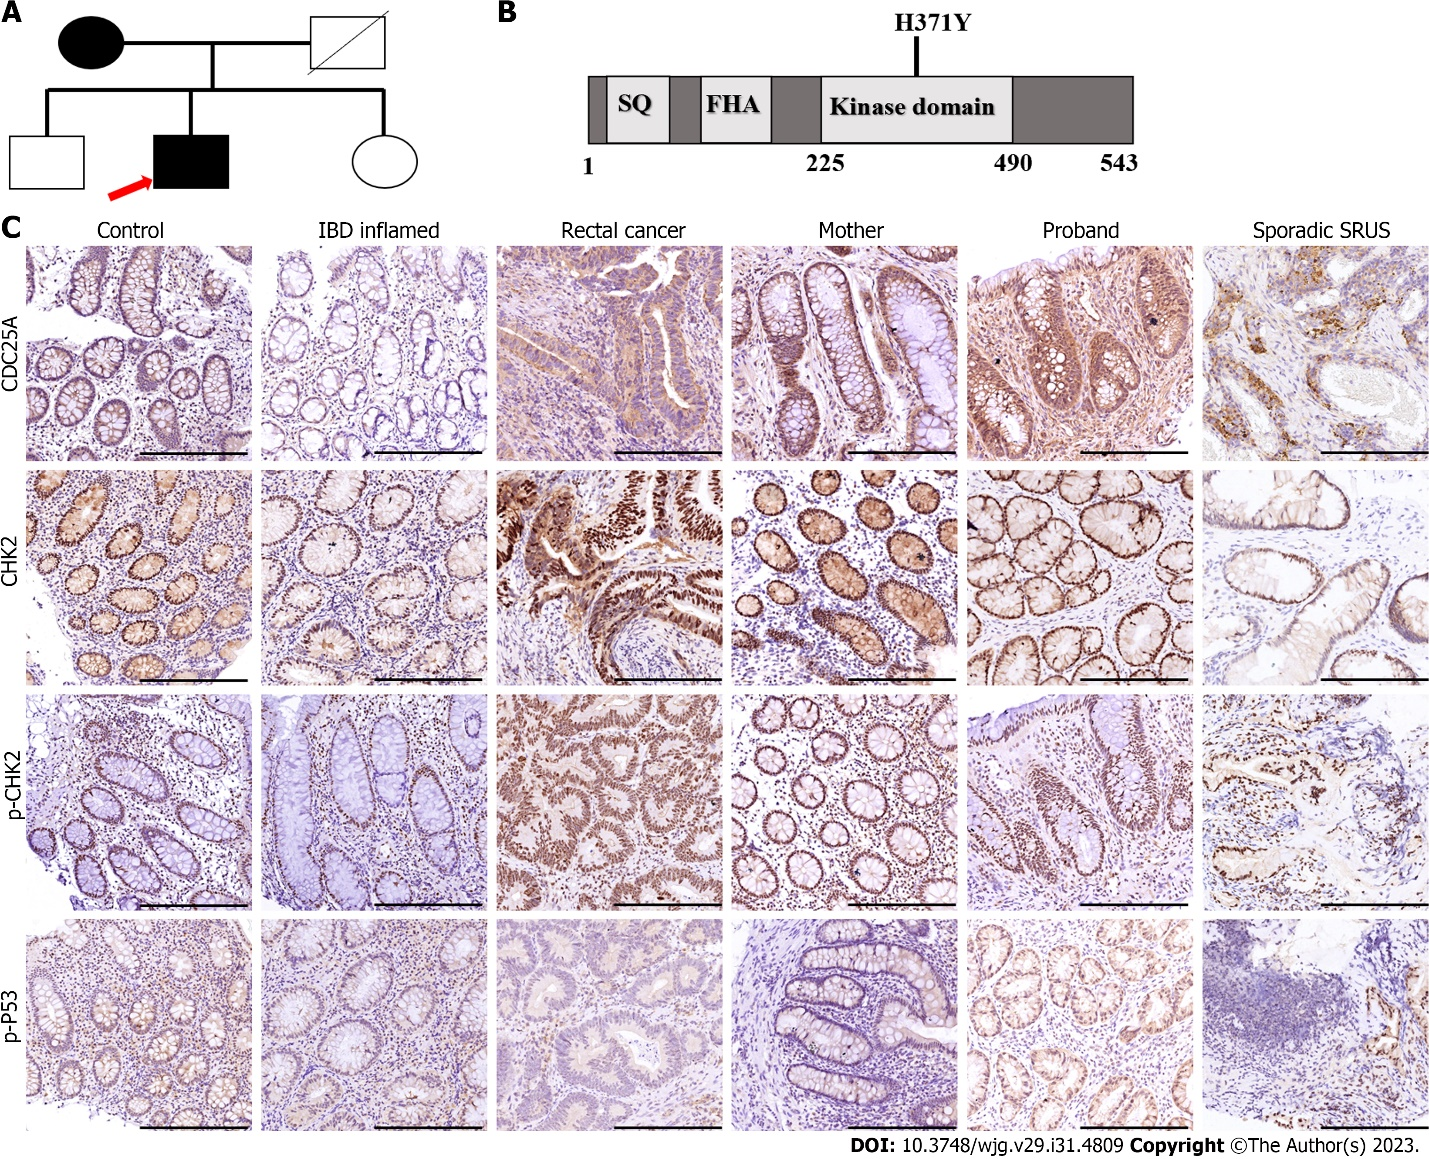 A
B
H371Y
SQ
FHA
Kinase domain
1
225
490
543
C
Control
IBD inflamed
Rectal cancer
Mother
Proband
Sporadic SRUS
CDC25A
CHK2
p-CHK2
p-P53
DOI: 10.3748/wjg.v29.i31.4809 Copyright ©The Author(s) 2023.